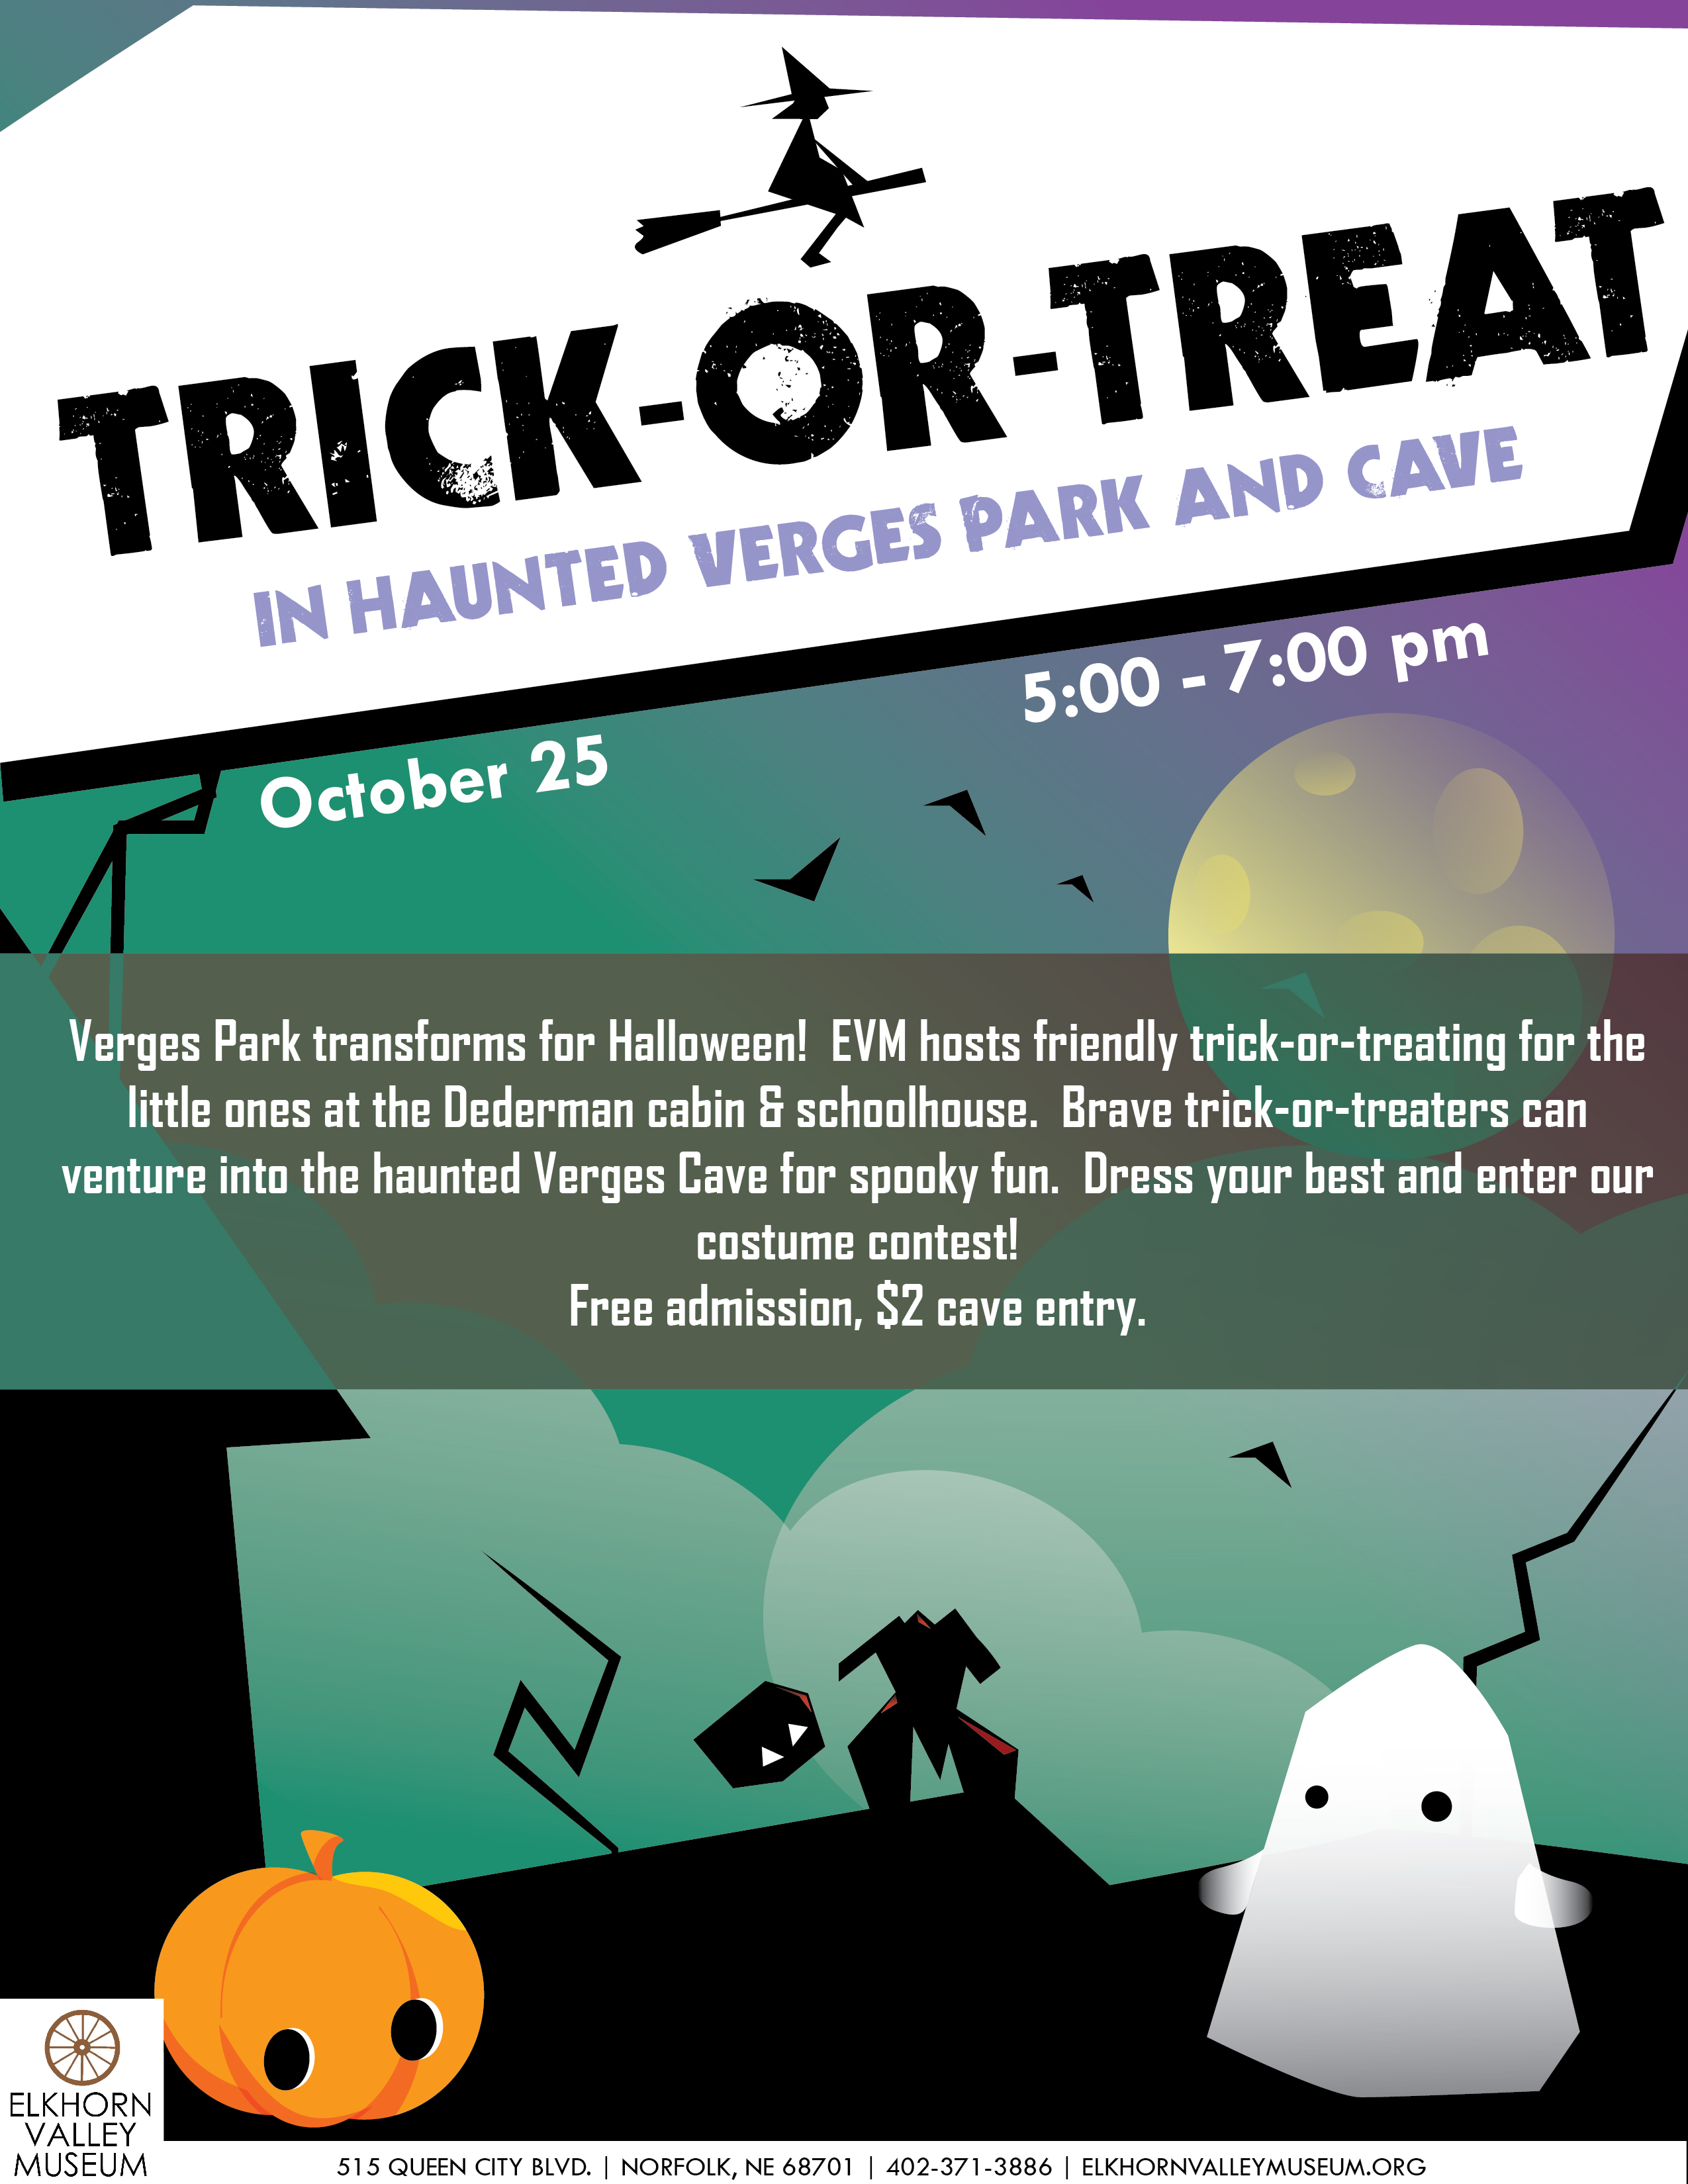 TRICK-OR-TREAT
IN HAUNTED VERGES PARK AND CAVE
5:00 - 7:00 pm
October 25
Verges Park transforms for Halloween!  EVM hosts friendly trick-or-treating for the
little ones at the Dederman cabin & schoolhouse.  Brave trick-or-treaters can
venture into the haunted Verges Cave for spooky fun.  Dress your best and enter our
costume contest!
Free admission, $2 cave entry.
ELKHORN
VALLEY
MUSEUM
515 QUEEN CITY BLVD. | NORFOLK, NE 68701 | 402-371-3886 | ELKHORNVALLEYMUSEUM.ORG